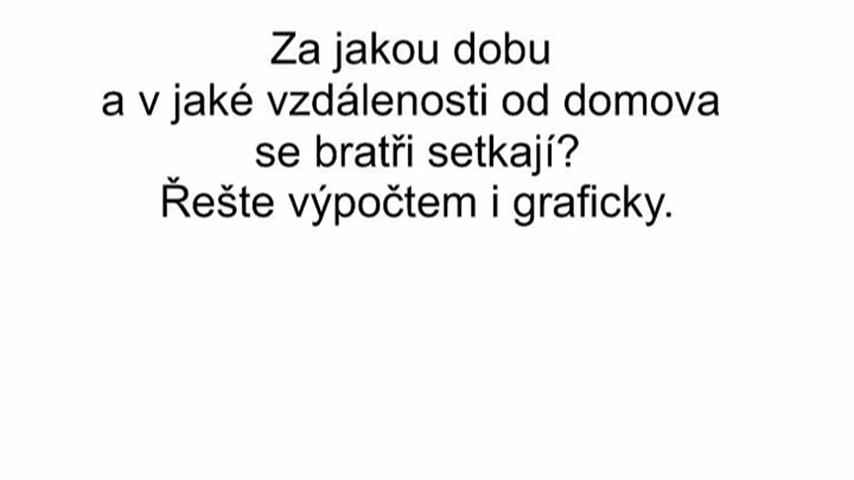 Za jakou dobu
a v jaké vzdálenosti od domova
se bratři setkají?
Řešte výpočtem i graficky.